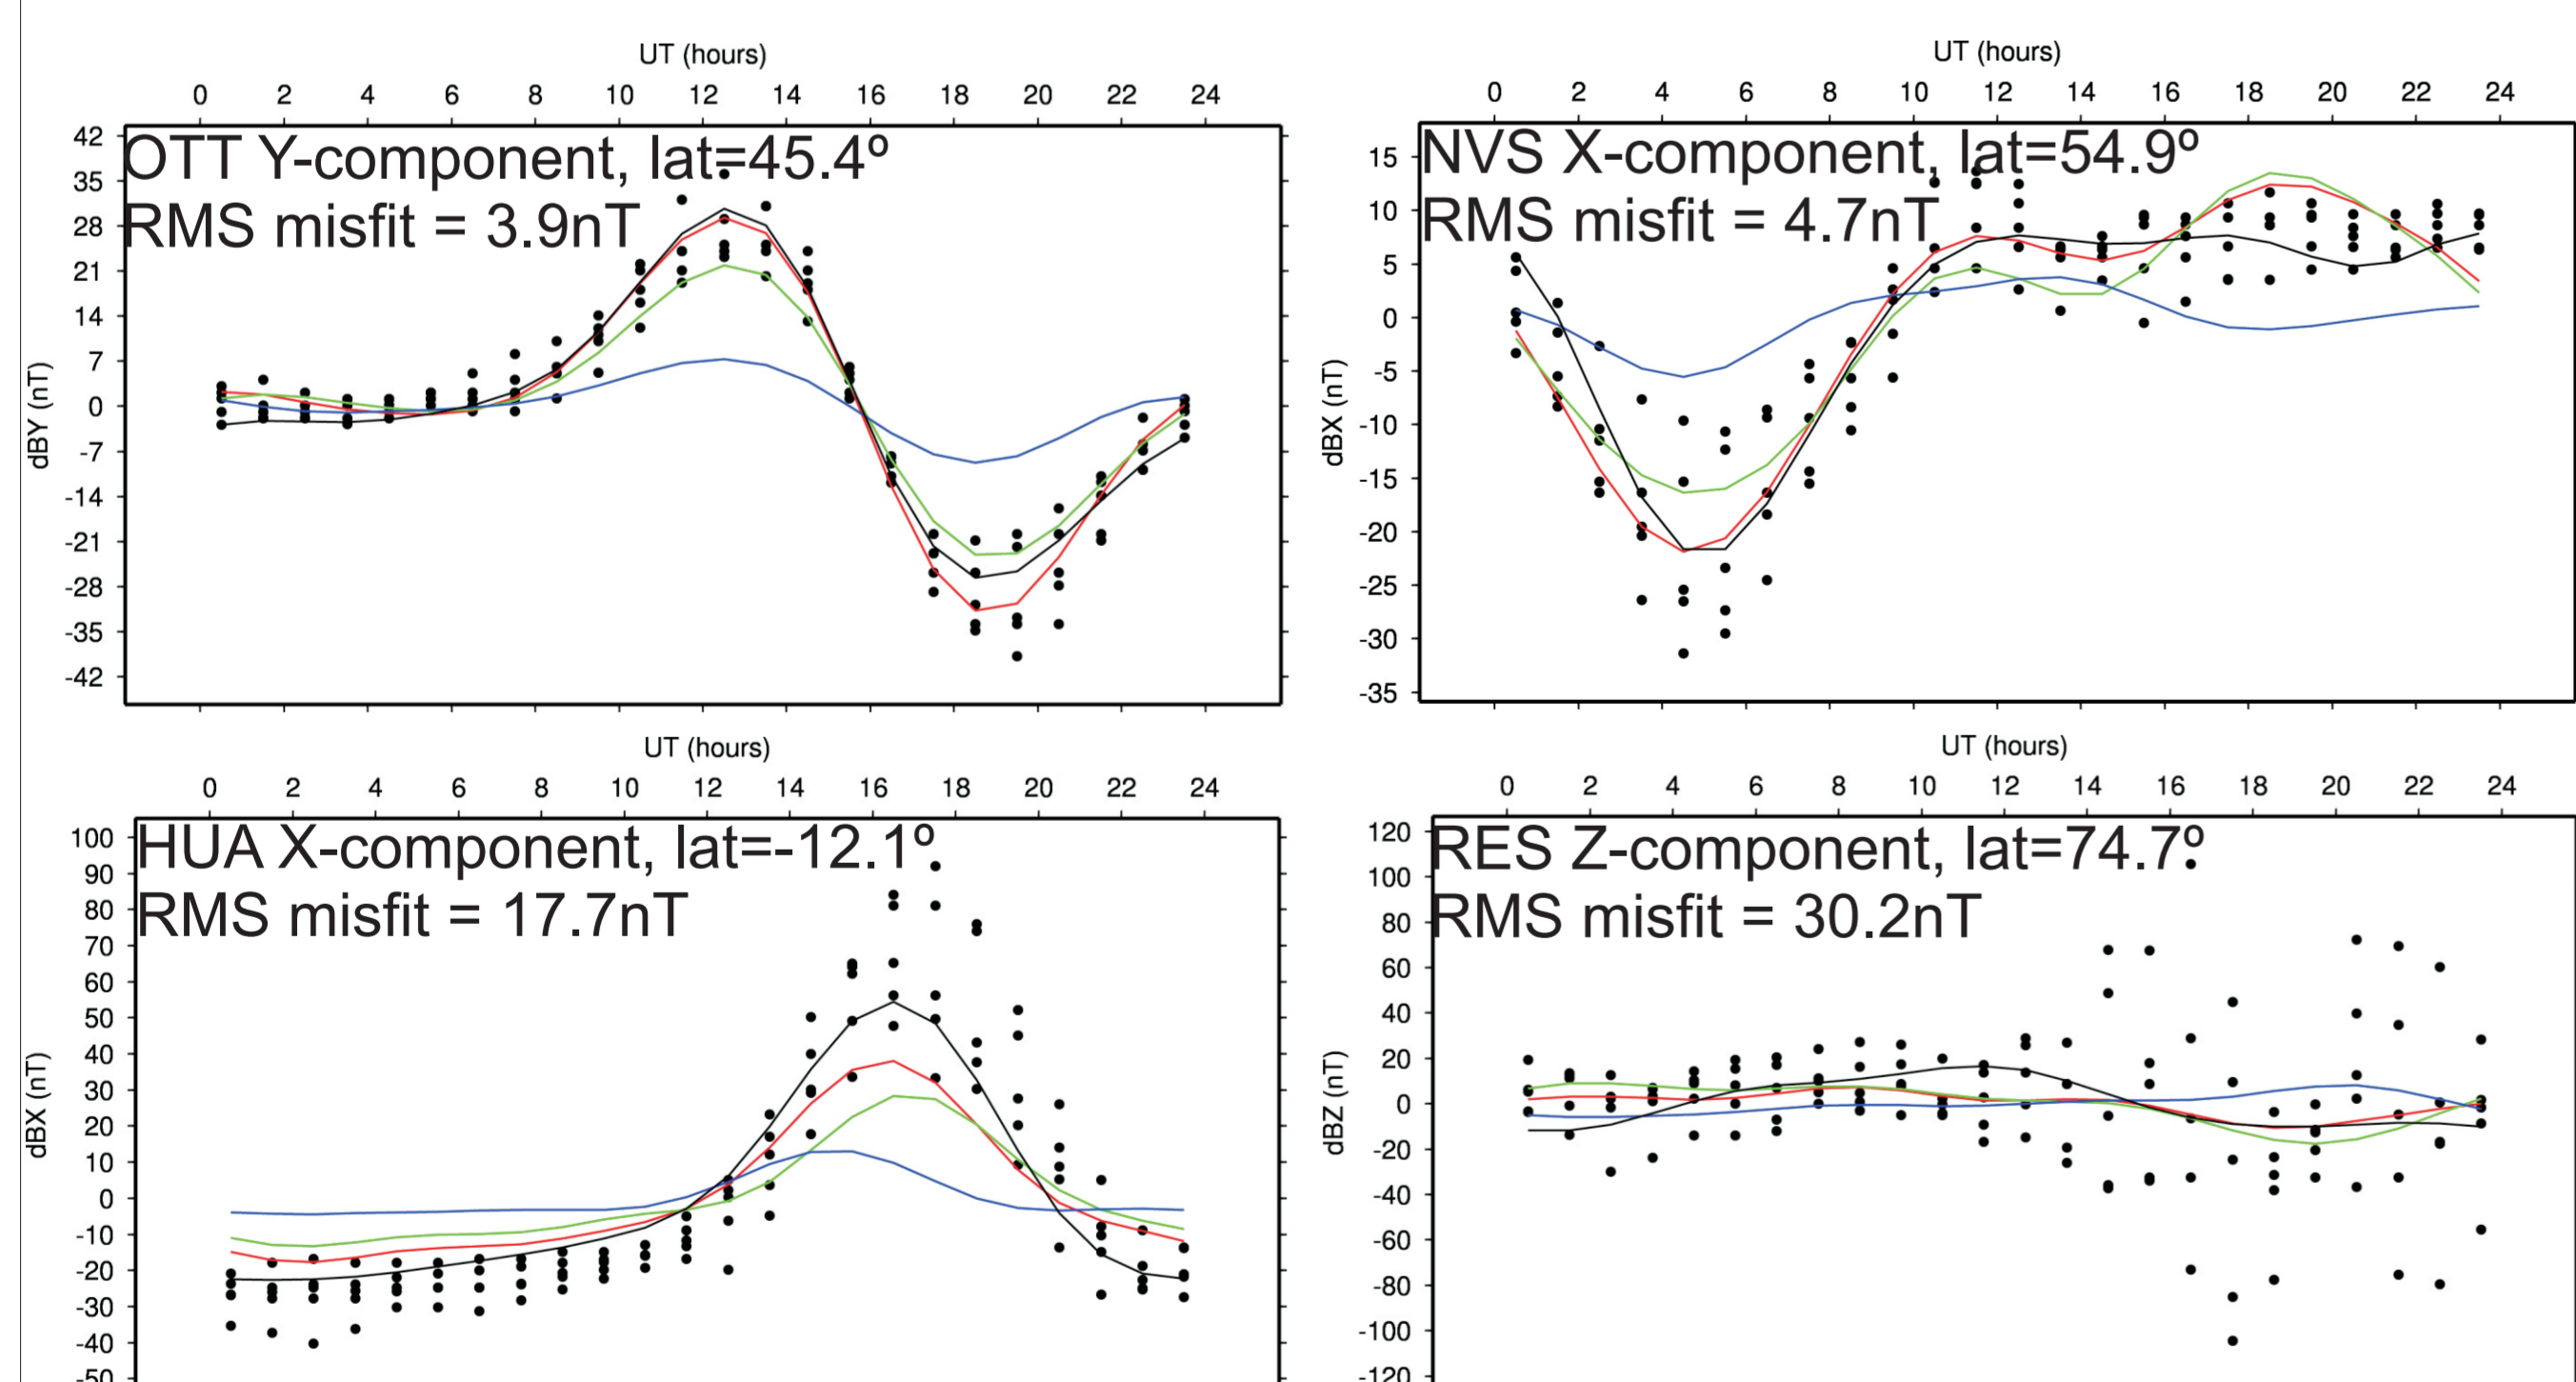 UT (hours)
0 2 4 6 8 10 12 14 16 18 20 22 24
OTT Y-component, lat=45.4º
RMS misfit = 3.9nT
42
35
28
21
14
7
0
-7
-14
-21
-28
-35
-42
dBY (nT)
UT (hours)
0 2 4 6 8 10 12 14 16 18 20 22 24
NVS X-component, lat=54.9º
RMS misfit = 4.7nT
15
10
5
0
-5
-10
-15
-20
-25
-30
-35
dBX (nT)
UT (hours)
0 2 4 6 8 10 12 14 16 18 20 22 24
HUA X-component, lat=-12.1º
RMS misfit = 17.7nT
100
90
80
70
60
50
40
30
20
10
0
-10
-20
-30
-40
-50
dBX (nT)
UT (hours)
0 2 4 6 8 10 12 14 16 18 20 22 24
RES Z-component, lat=74.7º
RMS misfit = 30.2nT
120
100
80
60
40
20
0
-20
-40
-60
-80
-100
-120
dBZ (nT)